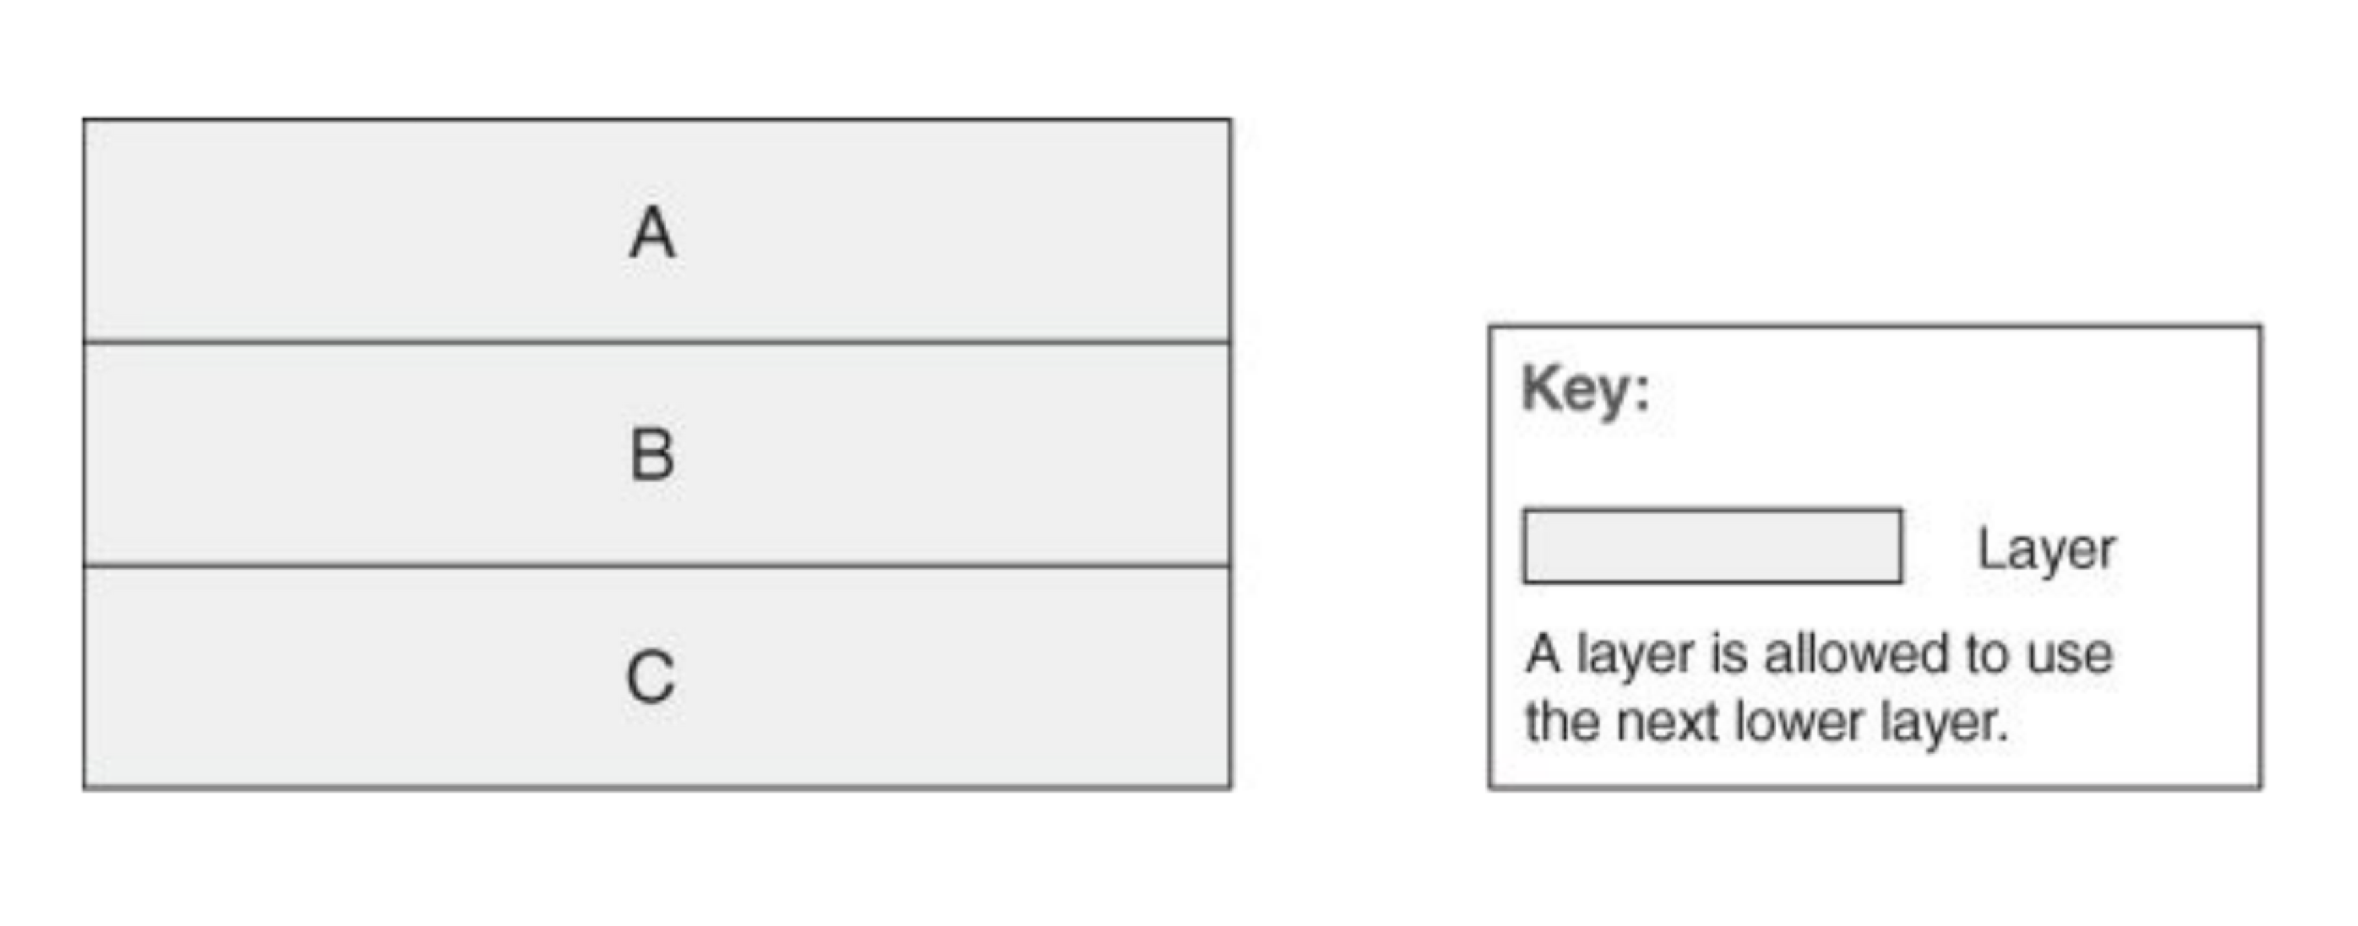 A
B
C
Key:
Layer
A layer is allowed to use
the next lower layer.